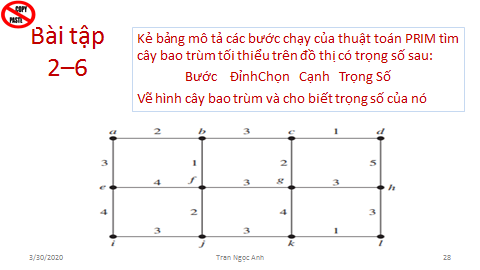 COPY
PASTE
Bài tập
2–6
Kẻ bảng mô tả các bước chạy của thuật toán PRIM tìm
cây bao trùm tối thiểu trên đồ thị có trọng số sau:
Bước ĐỉnhChọn Cạnh Trọng Số
Vẽ hình cây bao trùm và cho biết trọng số của nó
a 2 b 3 c 1 d
3 1 2 5
e 4 f 3 g 3 h
4 2 4 3
i 3 j 3 k 1 l
3/30/2020 Tran Ngọc Anh 28